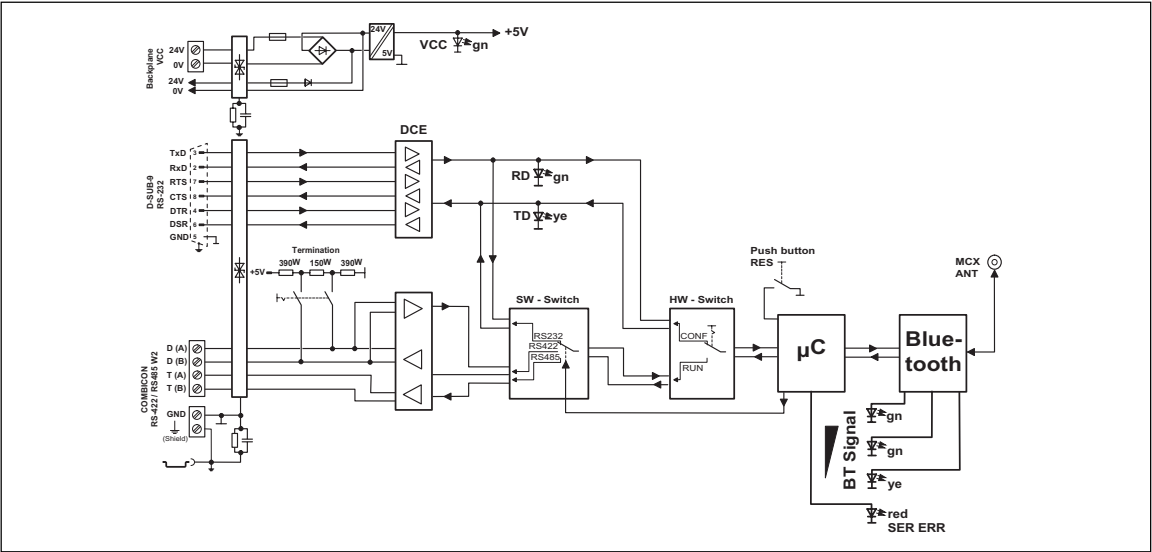 Backplane
VCC
24V
0V
24V
0V
24V
5V
+5V
VCC
gn
DCE
D-SUB-9
RS-232
TxD 3
RxD 2
RTS 7
CTS 8
DTR 4
DSR 6
GND 5
RD
gn
TD
ye
Termination
+5V
390W 150W 390W
SW - Switch
RS232
RS422
RS485
HW - Switch
CONF
RUN
Push button
RES
µC
Blue-
tooth
MCX
ANT
COMBICON
RS-422 / RS485 W2
D (A)
D (B)
T (A)
T (B)
GND
(Shield)
BT Signal
gn
gn
ye
red
SER ERR